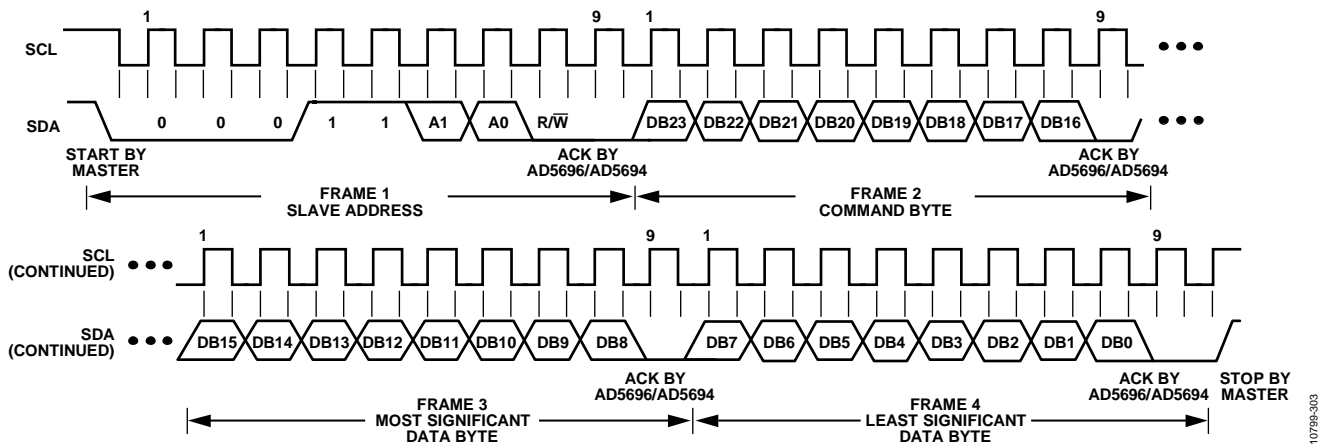 1 9 1 9
SCL
SDA
0 0 0 1 1 A1 A0 R/W̅ DB23 DB22 DB21 DB20 DB19 DB18 DB17 DB16
START BY
MASTER
ACK BY
AD5696/AD5694
ACK BY
AD5696/AD5694
FRAME 1
SLAVE ADDRESS
FRAME 2
COMMAND BYTE
1 9 1 9
SCL
(CONTINUED)
SDA
(CONTINUED)
DB15 DB14 DB13 DB12 DB11 DB10 DB9 DB8 DB7 DB6 DB5 DB4 DB3 DB2 DB1 DB0
ACK BY
AD5696/AD5694
ACK BY
AD5696/AD5694
STOP BY
MASTER
FRAME 3
MOST SIGNIFICANT
DATA BYTE
FRAME 4
LEAST SIGNIFICANT
DATA BYTE
10799-303